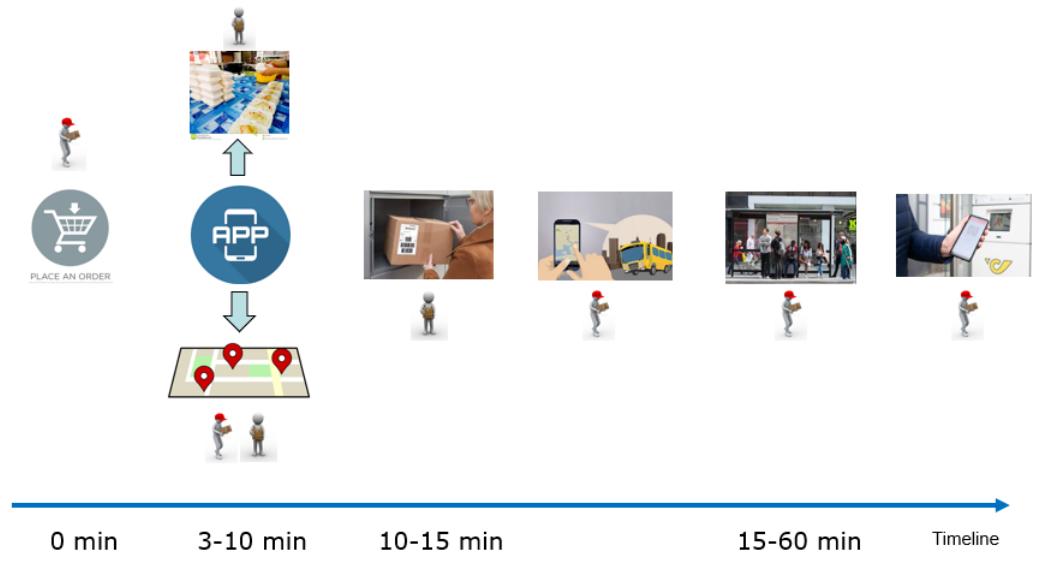 PLACE AN ORDER
APP
0 min
3-10 min
10-15 min
15-60 min
Timeline